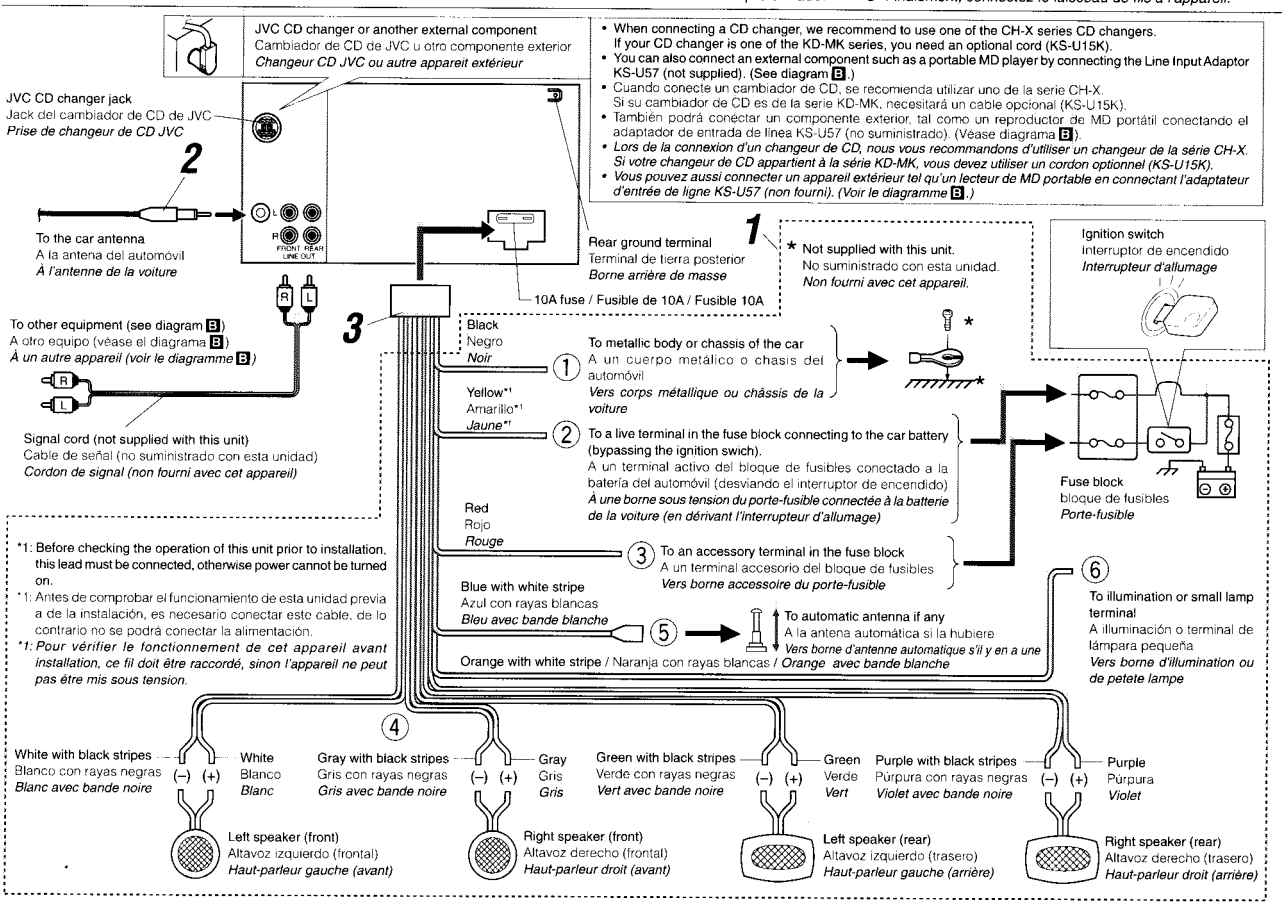 JVC CD changer or another external component
Cambiador de CD de JVC u otro componente exterior
Changeur CD JVC ou autre appareit extérieur
• When connecting a CD changer, we recommend to use one of the CH-X series CD changers.
If your CD changer is one of the KD-MK series, you need an optional cord (KS-U15K).
• You can also connect an external component such as a portable MD player by connecting the Line Input Adaptor
KS-U57 (not supplied). (See diagram B.)
• Cuando conecte un cambiador de CD, se recomienda utilizar uno de la serie CH-X.
Si su cambiador de CD es de la serie KD-MK, necesitará un cable opcional (KS-U15K).
• También podrá conectar un componente exterior, tal como un reproductor de MD portátil conectando el
adaptador de entrada de línea KS-U57 (no suministrado). (Véase diagrama B).
• Lors de la connexion d'un changeur de CD, nous vous recommandons d'utiliser un changeur de la série CH-X.
Si votre changeur de CD appartient à la série KD-MK, vous devez utiliser un cordon optionnel (KS-U15K).
• Vous pouvez aussi connecter un appareil extérieur tel qu'un lecteur de MD portable en connectant l'adaptateur
d'entrée de ligne KS-U57 (non fourni). (Voir le diagramme B.)
JVC CD changer jack
Jack del cambiador de CD de JVC
Prise de changeur de CD JVC
2
To the car antenna
A la antena del automóvil
À l'antenne de la voiture
L
R
FRONT REAR
LINE OUT
Rear ground terminal
Terminal de tierra posterior
Borne arrière de masse
10A fuse / Fusible de 10A / Fusible 10A
1
* Not supplied with this unit.
No suministrado con esta unidad.
Non fourni avec cet appareil.
Ignition switch
Interruptor de encendido
Interrupteur d'allumage
R L
To other equipment (see diagram B)
A otro equipo (véase el diagrama B)
À un autre appareil (voir le diagramme B)
R
L
Signal cord (not supplied with this unit)
Cable de señal (no suministrado con esta unidad)
Cordon de signal (non fourni avec cet appareil)
3
Black
Negro
Noir
1
To metallic body or chassis of the car
A un cuerpo metálico o chasis del
automóvil
Vers corps métallique ou châsis de la
voiture
*
*
Yellow*1
Amarillo*1
Jaune*1
2
To a live terminal in the fuse block connecting to the car battery
(bypassing the ignition swich).
A un terminal activo del bloque de fusibles conectado a la
batería del automóvil (desviando el interruptor de encendido)
À une borne sous tension du porte-fusible connectée à la batterie
de la voiture (en dérivant l'interrupteur d'allumage)
Fuse block
bloque de fusibles
Porte-fusible
Red
Rojo
Rouge
3
To an accessory terminal in the fuse block
A un terminal accesorio del bloque de fusibles
Vers borne accessoire du porte-fusible
*1: Before checking the operation of this unit prior to installation,
this lead must be connected, otherwise power cannot be turned
on.
*1: Antes de comprobar el funcionamiento de esta unidad previa
a de la instalación, es necesario conectar este cable, de lo
contrario no se podrá conectar la alimentación.
*1: Pour vérifier le fonctionnement de cet appareil avant
installation, ce fil doit être raccordé, sinon l'appareil ne peut
pas être mis sous tension.
Blue with white stripe
Azul con rayas blancas
Bleu avec bande blanche
5
To automatic antenna if any
A la antena automática si la hubiere
Vers borne d'antenne automatique s'il y en a une
6
To illumination or small lamp
terminal
A illuminación o terminal de
lámpara pequeña
Vers borne d'illumination ou
de petete lampe
Orange with white stripe / Naranja con rayas blancas / Orange avec bande blanche
4
White with black stripes
Blanco con rayas negras
Blanc avec bande noire
(–) (+)
White
Blanco
Blanc
Gray with black stripes
Gris con rayas negras
Gris avec bande noire
(–) (+)
Gray
Gris
Gris
Green with black stripes
Verde con rayas negras
Vert avec bande noire
(–) (+)
Green
Verde
Vert
Purple with black stripes
Púrpura con rayas negras
Violet avec bande noire
(–) (+)
Purple
Púrpura
Violet
Left speaker (front)
Altavoz izquierdo (frontal)
Haut-parleur gauche (avant)
Right speaker (front)
Altavoz derecho (frontal)
Haut-parleur droit (avant)
Left speaker (rear)
Altavoz izquierdo (trasero)
Haut-parleur gauche (arrière)
Right speaker (rear)
Altavoz derecho (trasero)
Haut-parleur droit (arrière)